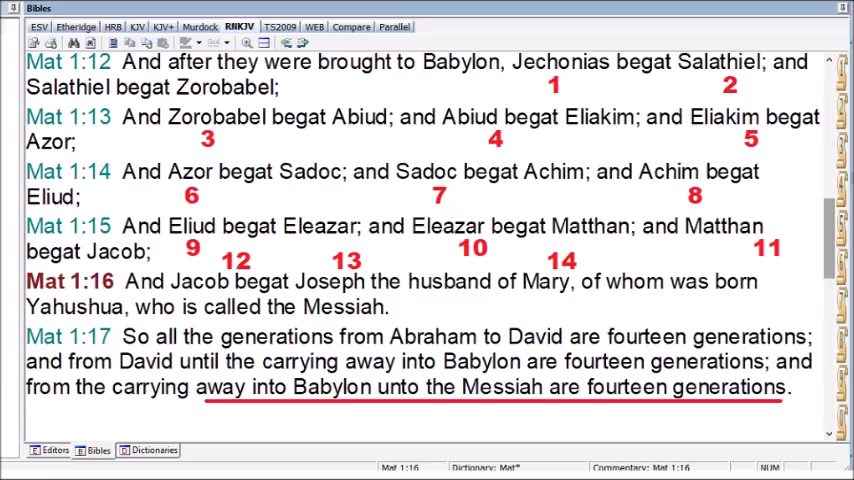 Bibles
ESV Etheridge HRB KJV KJV+ Murdock RNKJV TS2009 WEB Compare Parallel
God
Mat 1:12 And after they were brought to Babylon, Jechonias begat Salathiel; and
Salathiel begat Zorobabel;
1 2
Mat 1:13 And Zorobabel begat Abiud; and Abiud begat Eliakim; and Eliakim begat
Azor;
3 4 5
Mat 1:14 And Azor begat Sadoc; and Sadoc begat Achim; and Achim begat
Eliud;
6 7 8
Mat 1:15 And Eliud begat Eleazar; and Eleazar begat Matthan; and Matthan
begat Jacob;
9 10 11
12 13 14
Mat 1:16 And Jacob begat Joseph the husband of Mary, of whom was born
Yahushua, who is called the Messiah.
Mat 1:17 So all the generations from Abraham to David are fourteen generations;
and from David until the carrying away into Babylon are fourteen generations; and
from the carrying away into Babylon unto the Messiah are fourteen generations.
E Editors B Bibles D Dictionaries
Mat 1:16 Dictionary: Mat* Commentary: Mat 1:16 NUM